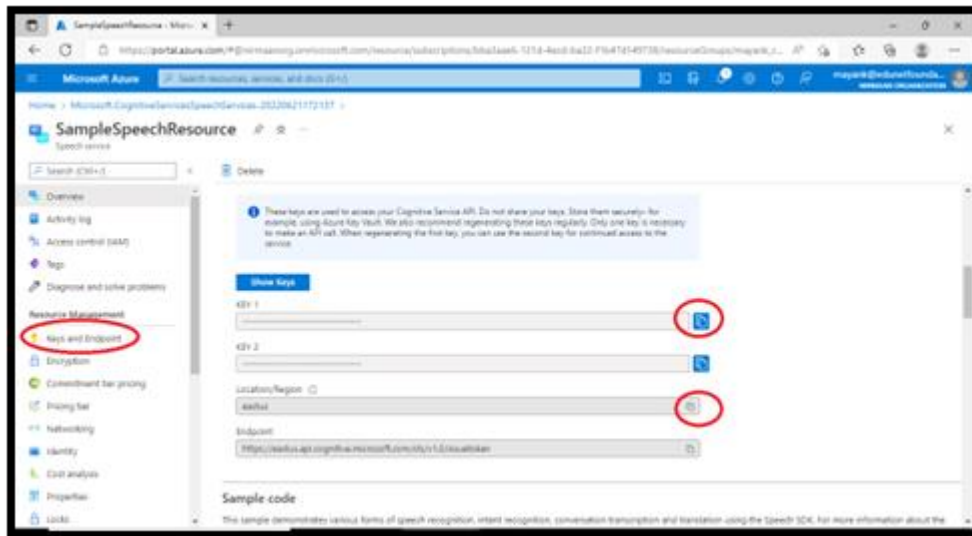 SampleSpeechResource - Micro
portal.azure.com
Microsoft Azure
Search resources, services, and docs (G+/)
Home > Microsoft.CognitiveServicesSpeechServices-20220621172137 >
SampleSpeechResource
Speech service
Search (Ctrl+/)
Delete
Overview
Activity log
Access control (IAM)
Tags
Diagnose and solve problems
Resource Management
Keys and Endpoint
Encryption
Commitment tier pricing
Pricing tier
Networking
Identity
Cost analysis
Properties
Locks
These keys are used to access your Cognitive Service API. Do not share your keys. Store them securely– for
example, using Azure Key Vault. We also recommend regenerating these keys regularly. Only one key is necessary
to make an API call. When regenerating the first key, you can use the second key for continued access to the
service.
Show Keys
KEY 1
KEY 2
Location/Region
eastus
Endpoint
https://eastus.api.cognitive.microsoft.com/sts/v1.0/issuetoken
Sample code
This sample demonstrates various forms of speech recognition, intent recognition, conversation transcription and translation using the Speech SDK. For more information about the